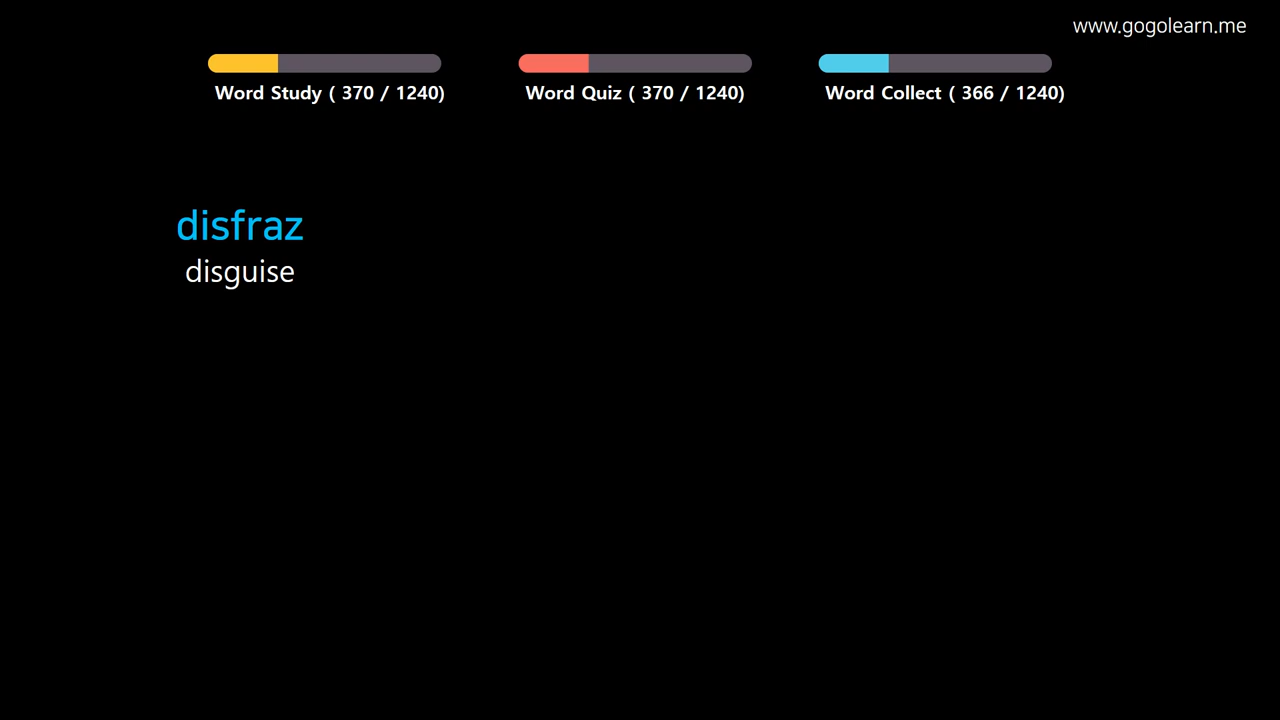 www.gogolearn.me
Word Study ( 370 / 1240)
Word Quiz ( 370 / 1240)
Word Collect ( 366 / 1240)
disfraz
disguise